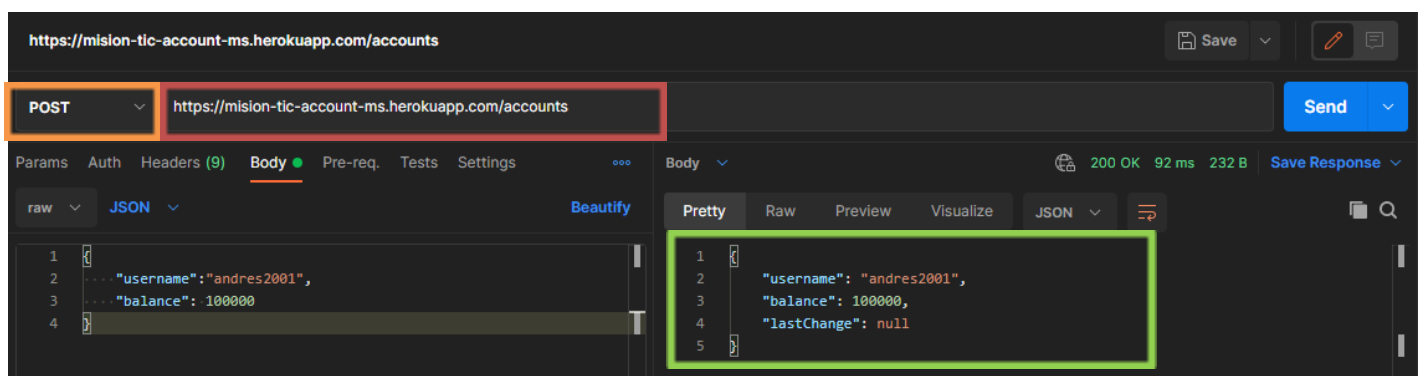 https://mision-tic-account-ms.herokuapp.com/accounts
Save
POST
https://mision-tic-account-ms.herokuapp.com/accounts
Send
Params Auth Headers (9) Body Pre-req. Tests Settings
raw JSON Beautify
1 {
2 "username":"andres2001",
3 "balance": 100000
4 }
Body 200 OK 92 ms 232 B Save Response
Pretty Raw Preview Visualize JSON
1 {
2 "username": "andres2001",
3 "balance": 100000,
4 "lastChange": null
5 }